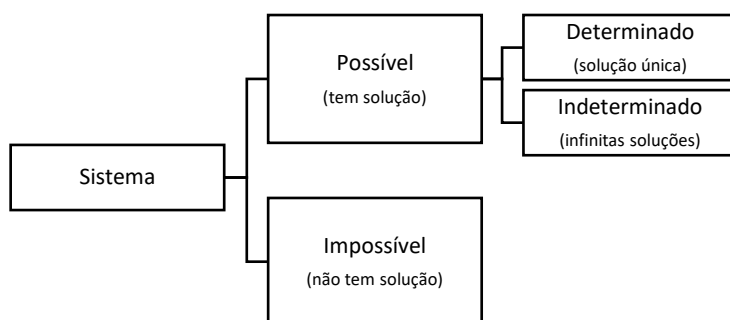 Sistema
Possível
(tem solução)
Determinado
(solução única)
Indeterminado
(infinitas soluções)
Impossível
(não tem solução)